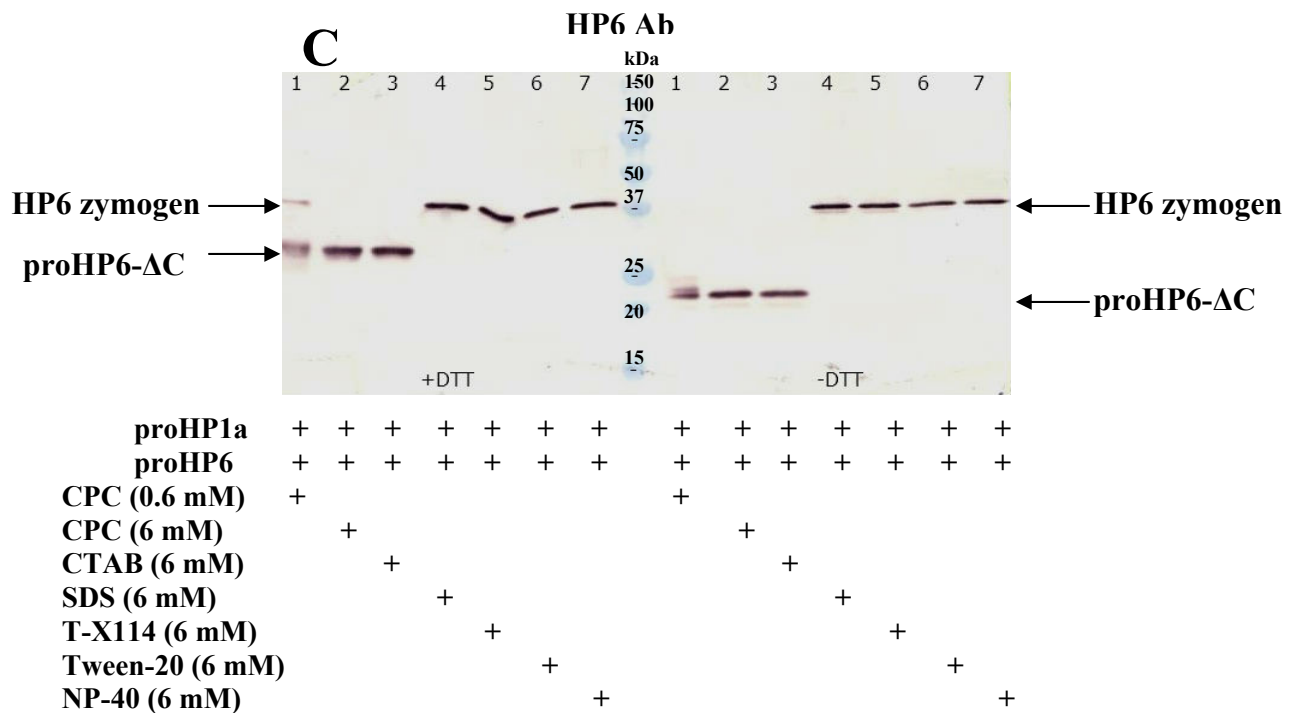 C
HP6 Ab
kDa
1 2 3 4 5 6 7
150
1 2 3 4 5 6 7
100
75
50
HP6 zymogen
37
HP6 zymogen
proHP6-ΔC
25
20
proHP6-ΔC
15
+DTT
-DTT
proHP1a + + + + + + + + + + + + + +
proHP6 + + + + + + + + + + + + + +
CPC (0.6 mM) + +
CPC (6 mM) + +
CTAB (6 mM) + +
SDS (6 mM) + +
T-X114 (6 mM) + +
Tween-20 (6 mM) + +
NP-40 (6 mM) + +